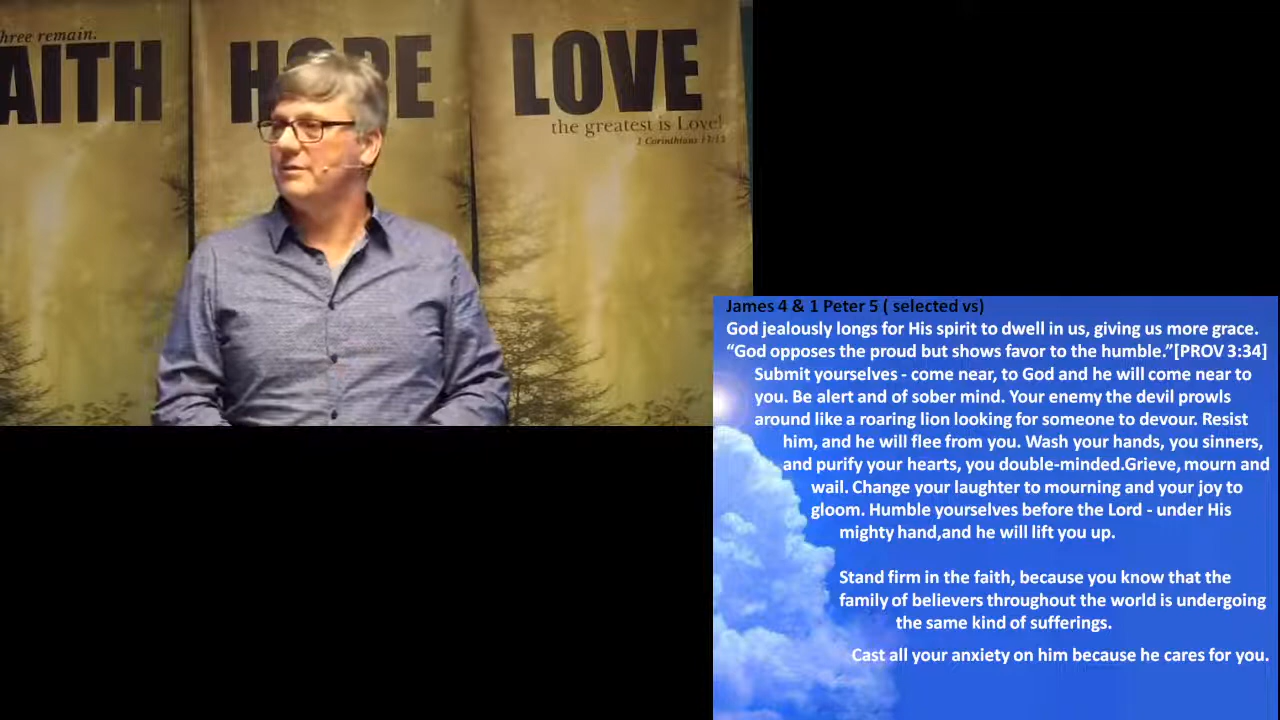 three remain.
AITH
HOPE
LOVE
the greatest is Love!
1 Corinthians 13:13
James 4 & 1 Peter 5 ( selected vs)
God jealously longs for His spirit to dwell in us, giving us more grace.
“God opposes the proud but shows favor to the humble.”[PROV 3:34]
Submit yourselves - come near, to God and he will come near to
you. Be alert and of sober mind. Your enemy the devil prowls
around like a roaring lion looking for someone to devour. Resist
him, and he will flee from you. Wash your hands, you sinners,
and purify your hearts, you double-minded.Grieve, mourn and
wail. Change your laughter to mourning and your joy to
gloom. Humble yourselves before the Lord - under His
mighty hand,and he will lift you up.
Stand firm in the faith, because you know that the
family of believers throughout the world is undergoing
the same kind of sufferings.
Cast all your anxiety on him because he cares for you.